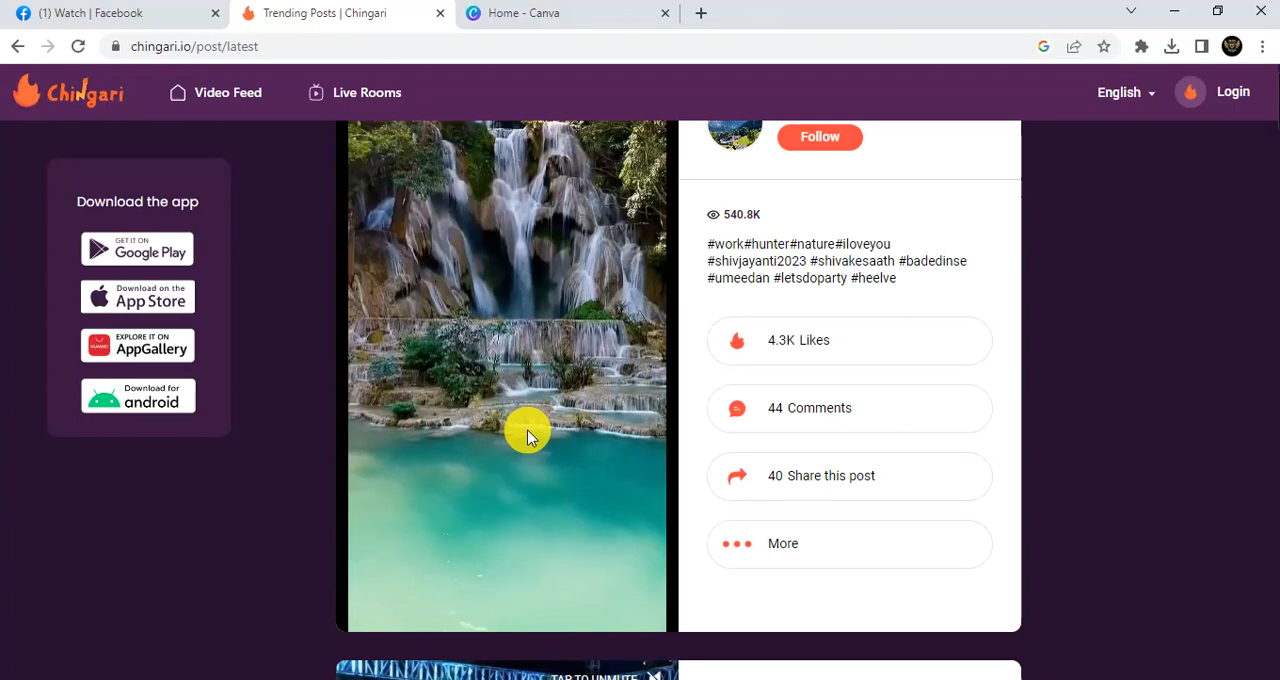 (1) Watch | Facebook
Trending Posts | Chingari
Home - Canva
chingari.io/post/latest
Chingari
Video Feed
Live Rooms
English
Login
Download the app
GET IT ON
Google Play
Download on the
App Store
EXPLORE IT ON
AppGallery
Download for
android
Follow
540.8K
#work#hunter#nature#iloveyou
#shivjayanti2023 #shivakesaath #badedinse
#umeedan #letsdoparty #heelve
4.3K Likes
44 Comments
40 Share this post
More
TAP TO UNMUTE